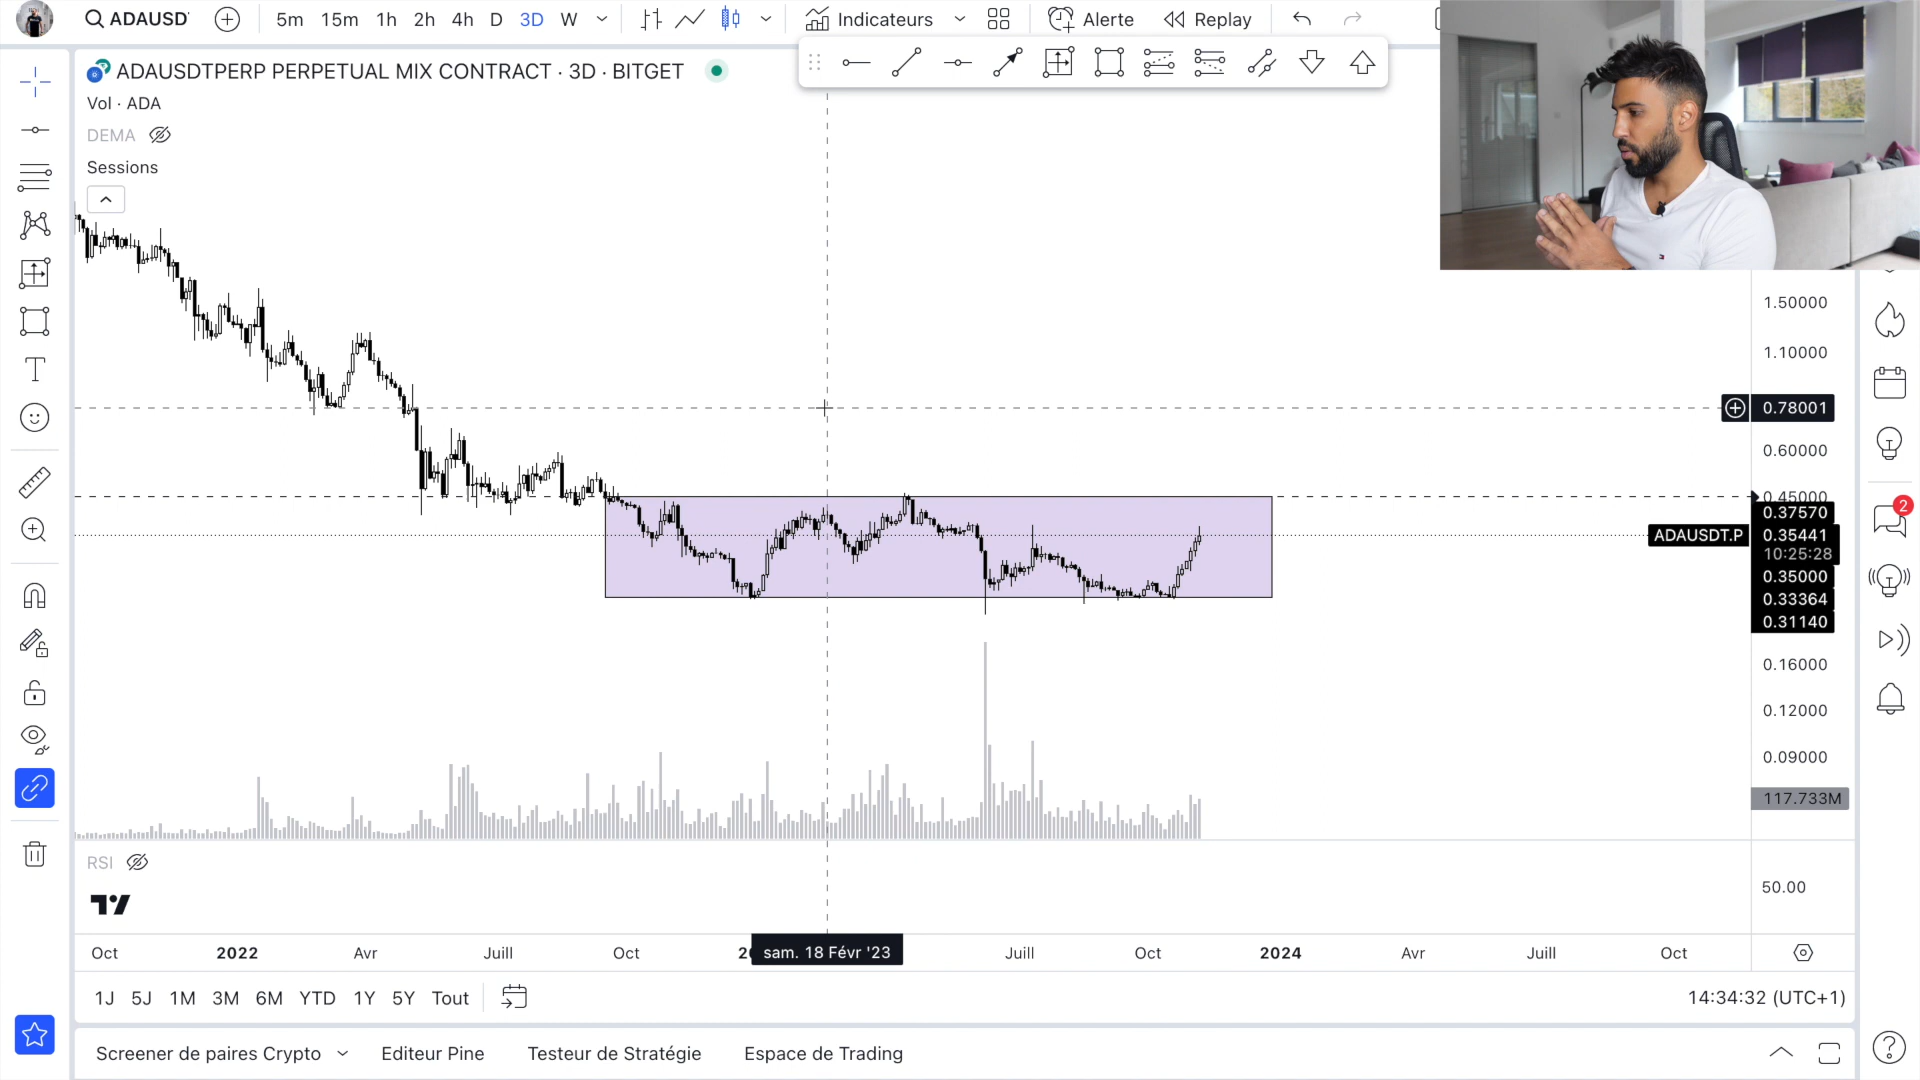 ADAUSD
5m 15m 1h 2h 4h D 3D W
Indicateurs
Alerte
Replay
ADAUSDTPERP PERPETUAL MIX CONTRACT · 3D · BITGET
Vol · ADA
DEMA
Sessions
1.50000
1.10000
0.78001
0.60000
0.45000
0.37570
ADAUSDT.P 0.35441
10:25:28
0.35000
0.33364
0.31140
0.16000
0.12000
0.09000
117.733M
2
RSI
50.00
Oct 2022 Avr Juill Oct sam. 18 Févr '23 Juill Oct 2024 Avr Juill Oct
1J 5J 1M 3M 6M YTD 1Y 5Y Tout
14:34:32 (UTC+1)
Screener de paires Crypto Editeur Pine Testeur de Stratégie Espace de Trading